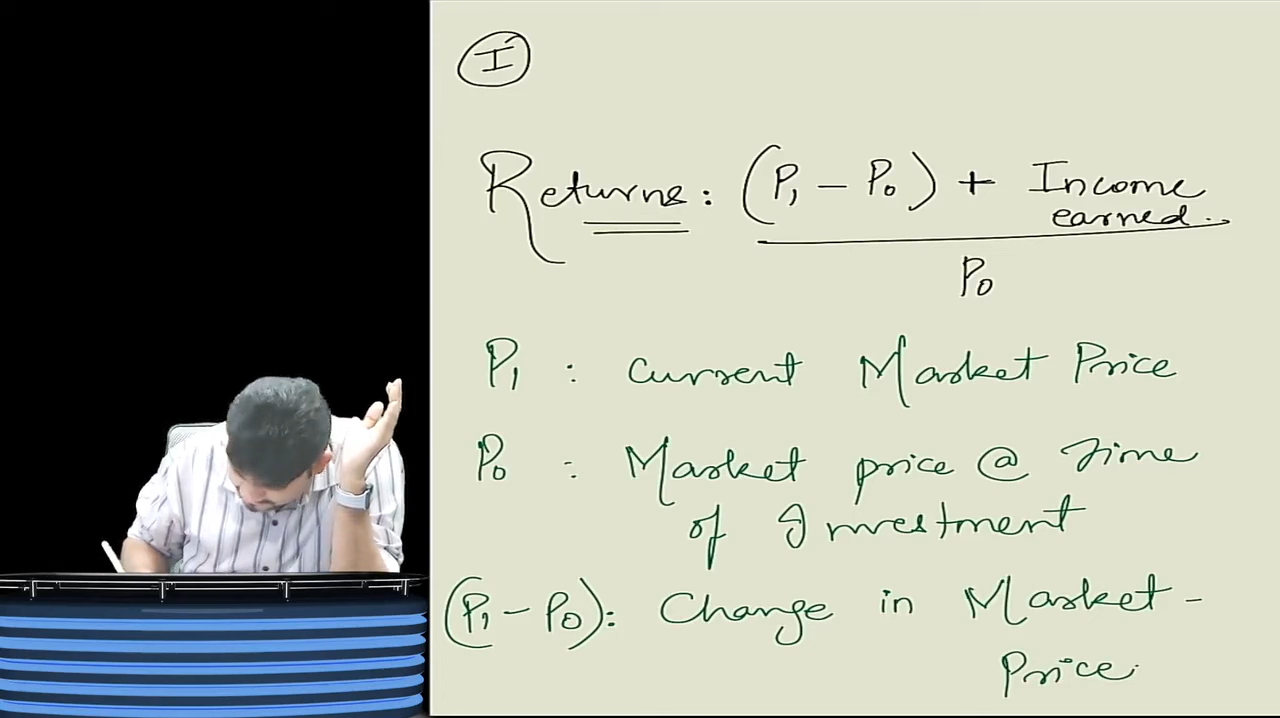 I
Returns: (P1 – P0) + Income
earned.
P0
P1 : Current Market Price
P0 : Market price @ Time
of Investment
(P1 – P0): Change in Market -
Price